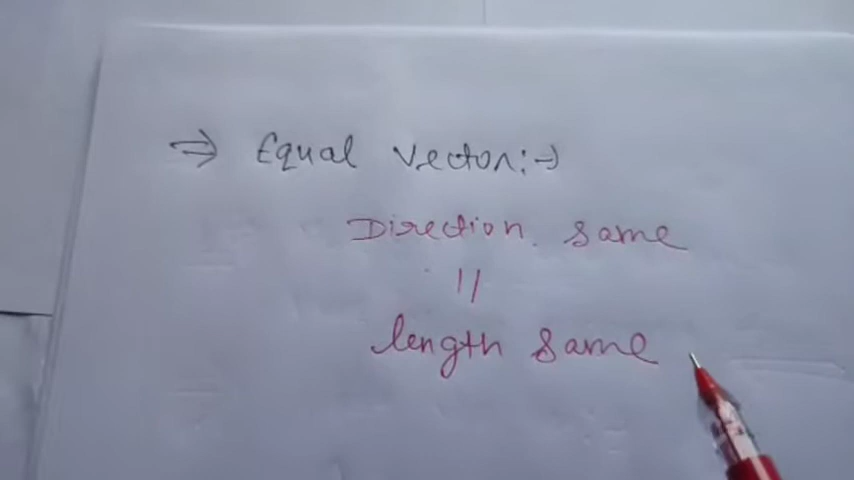 ⇒ Equal Vector:→
Direction. same
||
length same